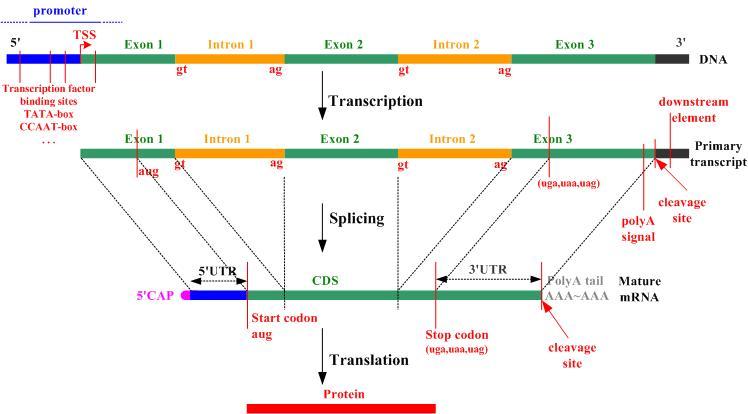 promoter
5'
TSS
Exon 1
Intron 1
Exon 2
Intron 2
Exon 3
3'
DNA
gt
ag
gt
ag
Transcription factor
binding sites
TATA-box
CCAAT-box
...
Transcription
downstream
element
Exon 1
Intron 1
Exon 2
Intron 2
Exon 3
Primary
transcript
aug
gt
ag
gt
ag
(uga,uaa,uag)
cleavage
site
polyA
signal
Splicing
5'UTR
CDS
3'UTR
PolyA tail
AAA~AAA
Mature
mRNA
5'CAP
Start codon
aug
Stop codon
(uga,uaa,uag)
cleavage
site
Translation
Protein